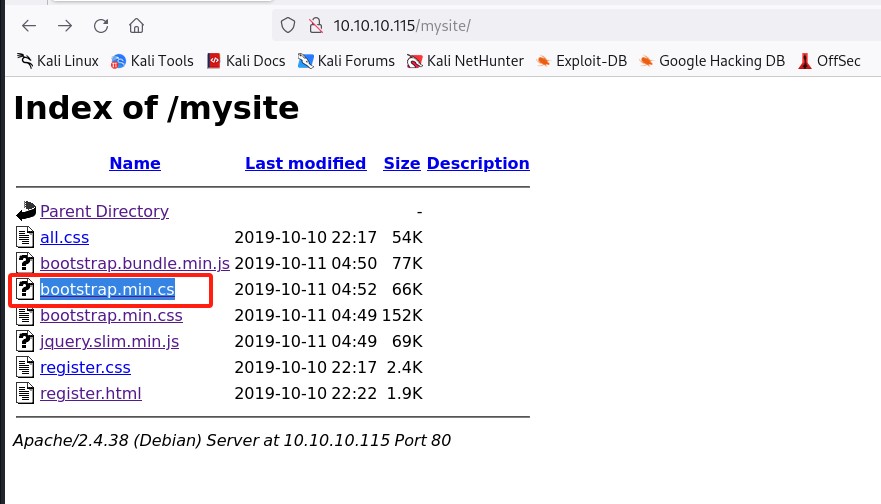 10.10.10.115/mysite/
Kali Linux Kali Tools Kali Docs Kali Forums Kali NetHunter Exploit-DB Google Hacking DB OffSec
Index of /mysite
Name Last modified Size Description
Parent Directory -
all.css 2019-10-10 22:17 54K
bootstrap.bundle.min.js 2019-10-11 04:50 77K
bootstrap.min.cs 2019-10-11 04:52 66K
bootstrap.min.css 2019-10-11 04:49 152K
jquery.slim.min.js 2019-10-11 04:49 69K
register.css 2019-10-10 22:17 2.4K
register.html 2019-10-10 22:22 1.9K
Apache/2.4.38 (Debian) Server at 10.10.10.115 Port 80